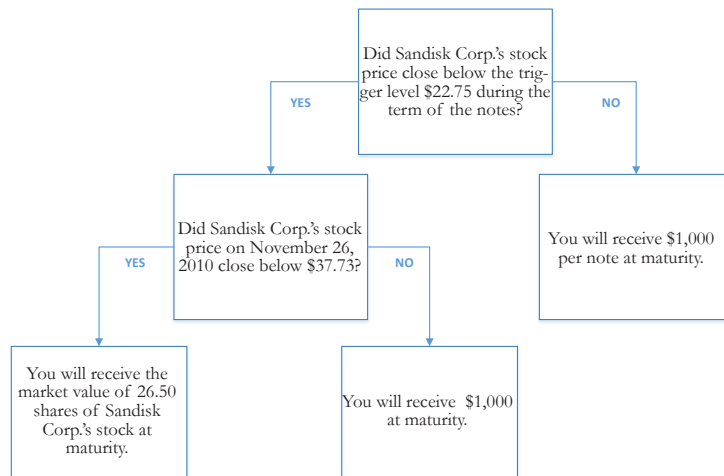 Did Sandisk Corp.'s stock
price close below the trig-
ger level $22.75 during the
term of the notes?
YES
NO
Did Sandisk Corp.'s stock
price on November 26,
2010 close below $37.73?
You will receive $1,000
per note at maturity.
YES
NO
You will receive the
market value of 26.50
shares of Sandisk
Corp.'s stock at
maturity.
You will receive $1,000
at maturity.